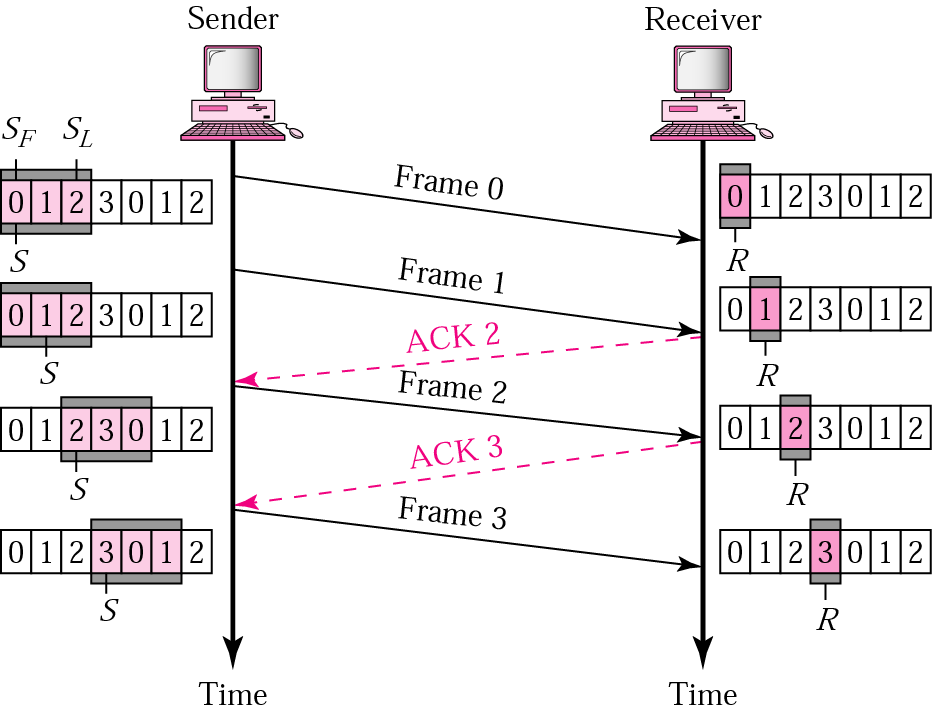 Sender
Receiver
S_F S_L
0 1 2 3 0 1 2
S
Frame 0
0 1 2 3 0 1 2
R
0 1 2 3 0 1 2
S
Frame 1
0 1 2 3 0 1 2
R
ACK 2
0 1 2 3 0 1 2
S
Frame 2
0 1 2 3 0 1 2
R
ACK 3
0 1 2 3 0 1 2
S
Frame 3
0 1 2 3 0 1 2
R
Time
Time